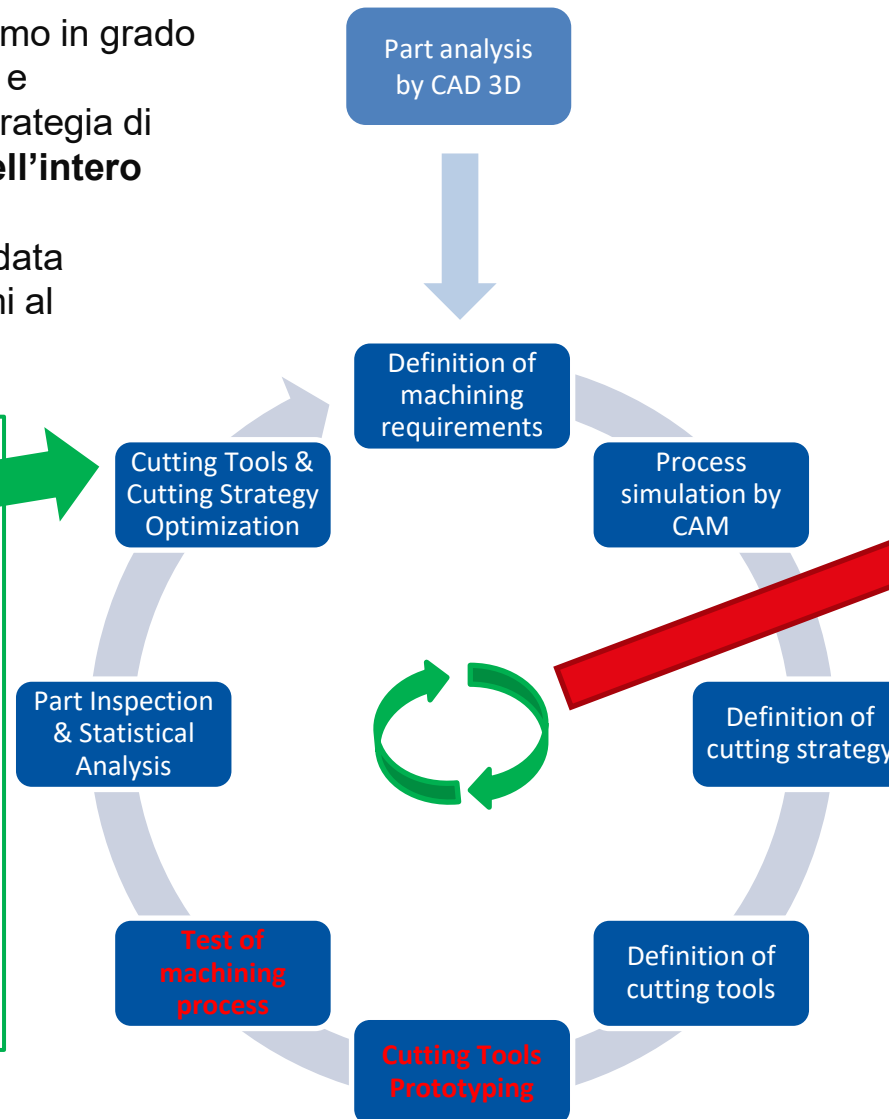 mo in grado
e
trategia di
ell’intero
data
ni al
Part analysis
by CAD 3D
Definition of
machining
requirements
Process
simulation by
CAM
Definition of
cutting strategy
Definition of
cutting tools
Cutting Tools
Prototyping
Test of
machining
process
Part Inspection
& Statistical
Analysis
Cutting Tools &
Cutting Strategy
Optimization